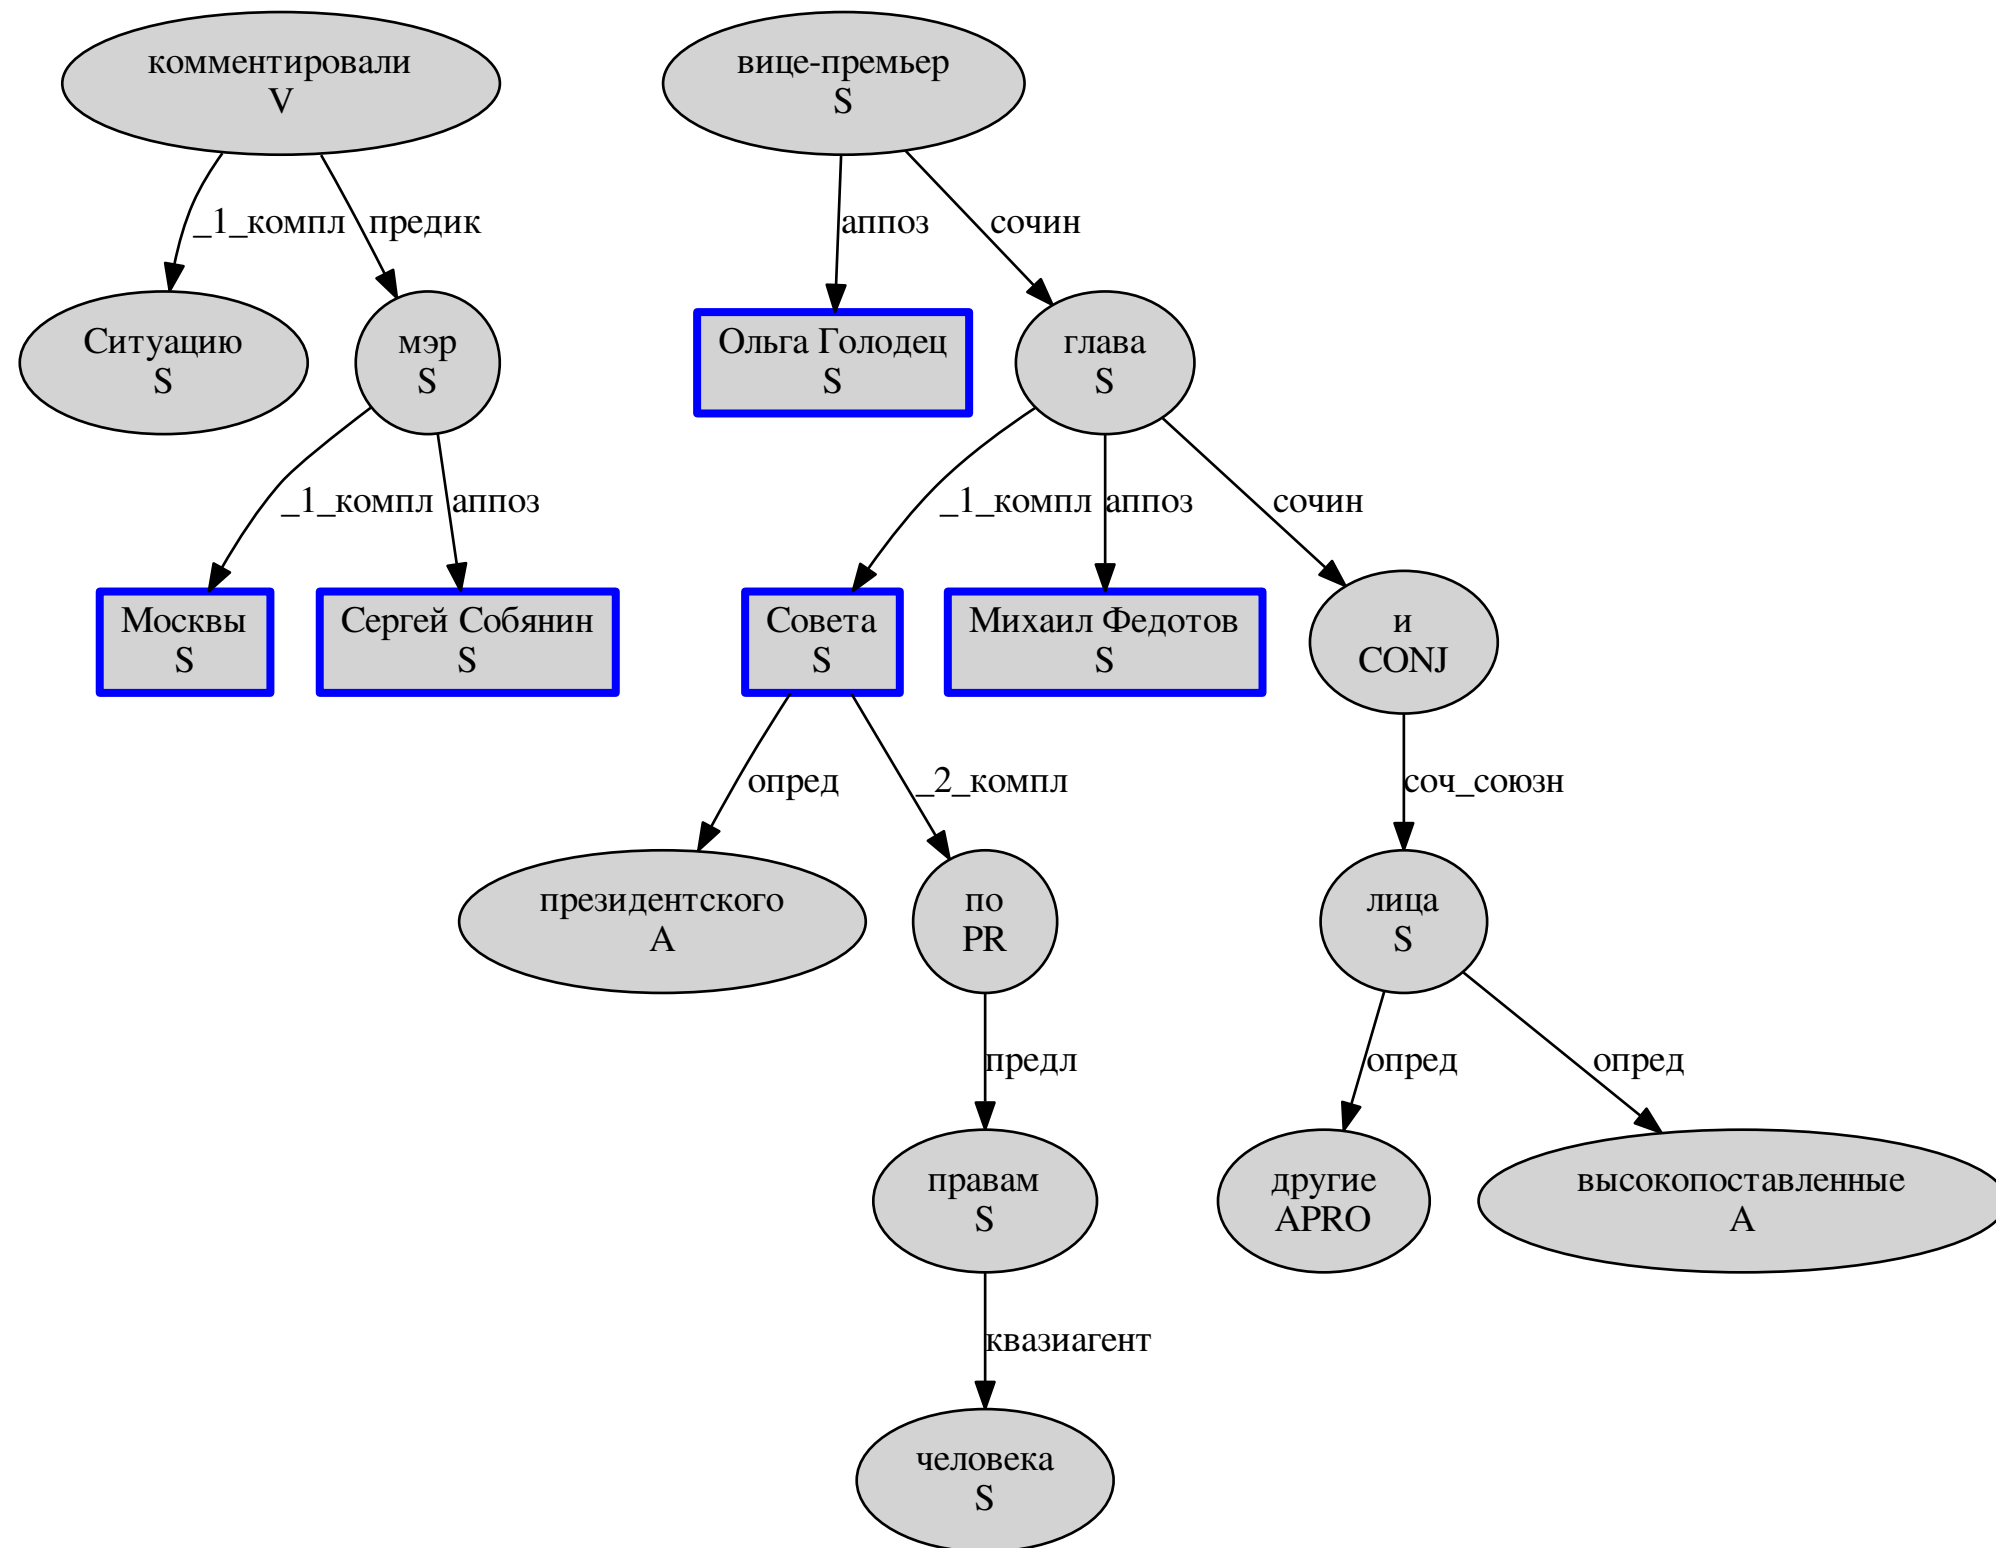 комментировали
V
вице-премьер
S
_1_компл
предик
аппоз
сочин
Ситуацию
S
мэр
S
Ольга Голодец
S
глава
S
_1_компл
аппоз
_1_компл
аппоз
сочин
Москвы
S
Сергей Собянин
S
Совета
S
Михаил Федотов
S
и
CONJ
опред
_2_компл
соч_союзн
президентского
A
по
PR
лица
S
предл
опред
опред
правам
S
другие
APRO
высокопоставленные
A
квазиагент
человека
S